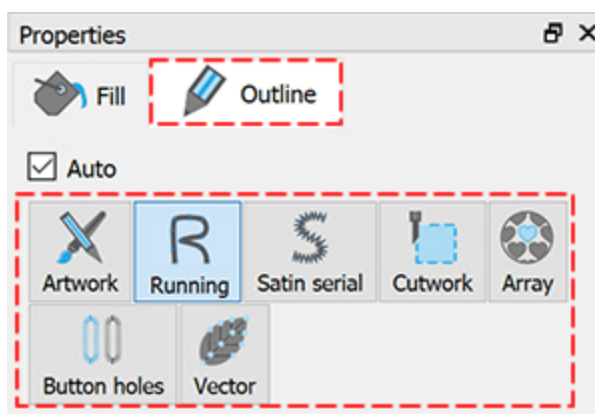 Properties
Fill Outline
Auto
Artwork Running Satin serial Cutwork Array
Button holes Vector